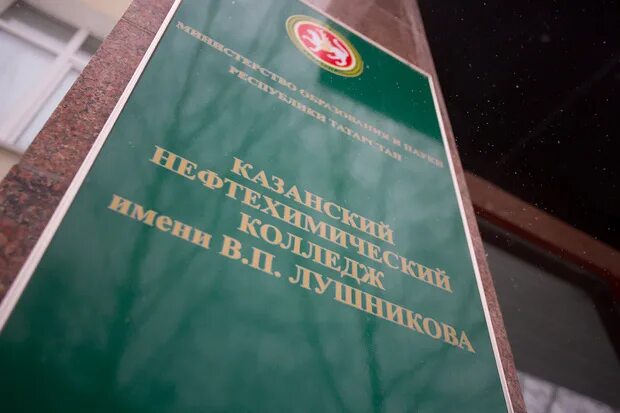 МИНИСТЕРСТВО ОБРАЗОВАНИЯ И НАУКИ
РЕСПУБЛИКИ ТАТАРСТАН
КАЗАНСКИЙ
НЕФТЕХИМИЧЕСКИЙ
КОЛЛЕДЖ
имени В.П. ЛУШНИКОВА